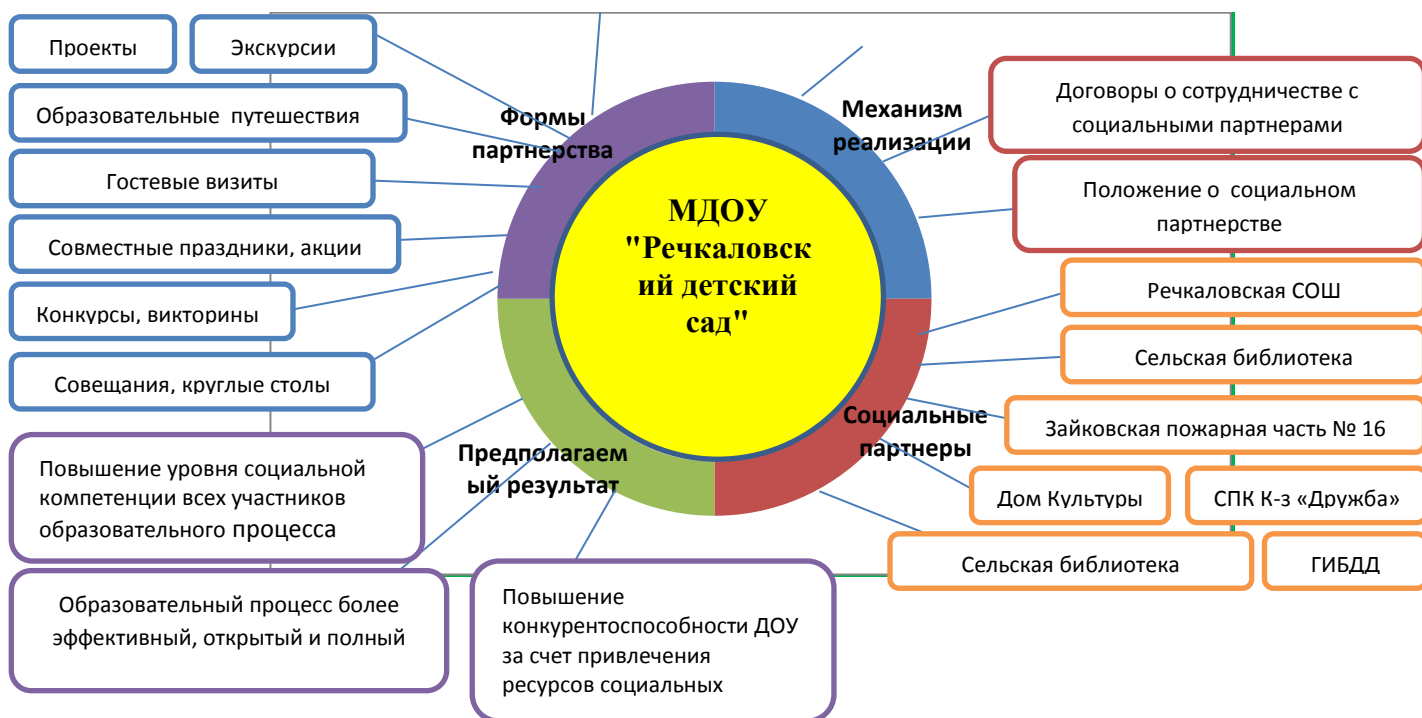 Проекты
Экскурсии
Образовательные путешествия
Гостевые визиты
Совместные праздники, акции
Конкурсы, викторины
Совещания, круглые столы
Формы
партнерства
Механизм
реализации
Договоры о сотрудничестве с
социальными партнерами
Положение о социальном
партнерстве
МДОУ
"Речкаловск
ий детский
сад"
Речкаловская СОШ
Сельская библиотека
Зайковская пожарная часть № 16
Социальные
партнеры
Дом Культуры
СПК К-з «Дружба»
Сельская библиотека
ГИБДД
Предполагаем
ый результат
Повышение уровня социальной
компетенции всех участников
образовательного процесса
Образовательный процесс более
эффективный, открытый и полный
Повышение
конкурентоспособности ДОУ
за счет привлечения
ресурсов социальных